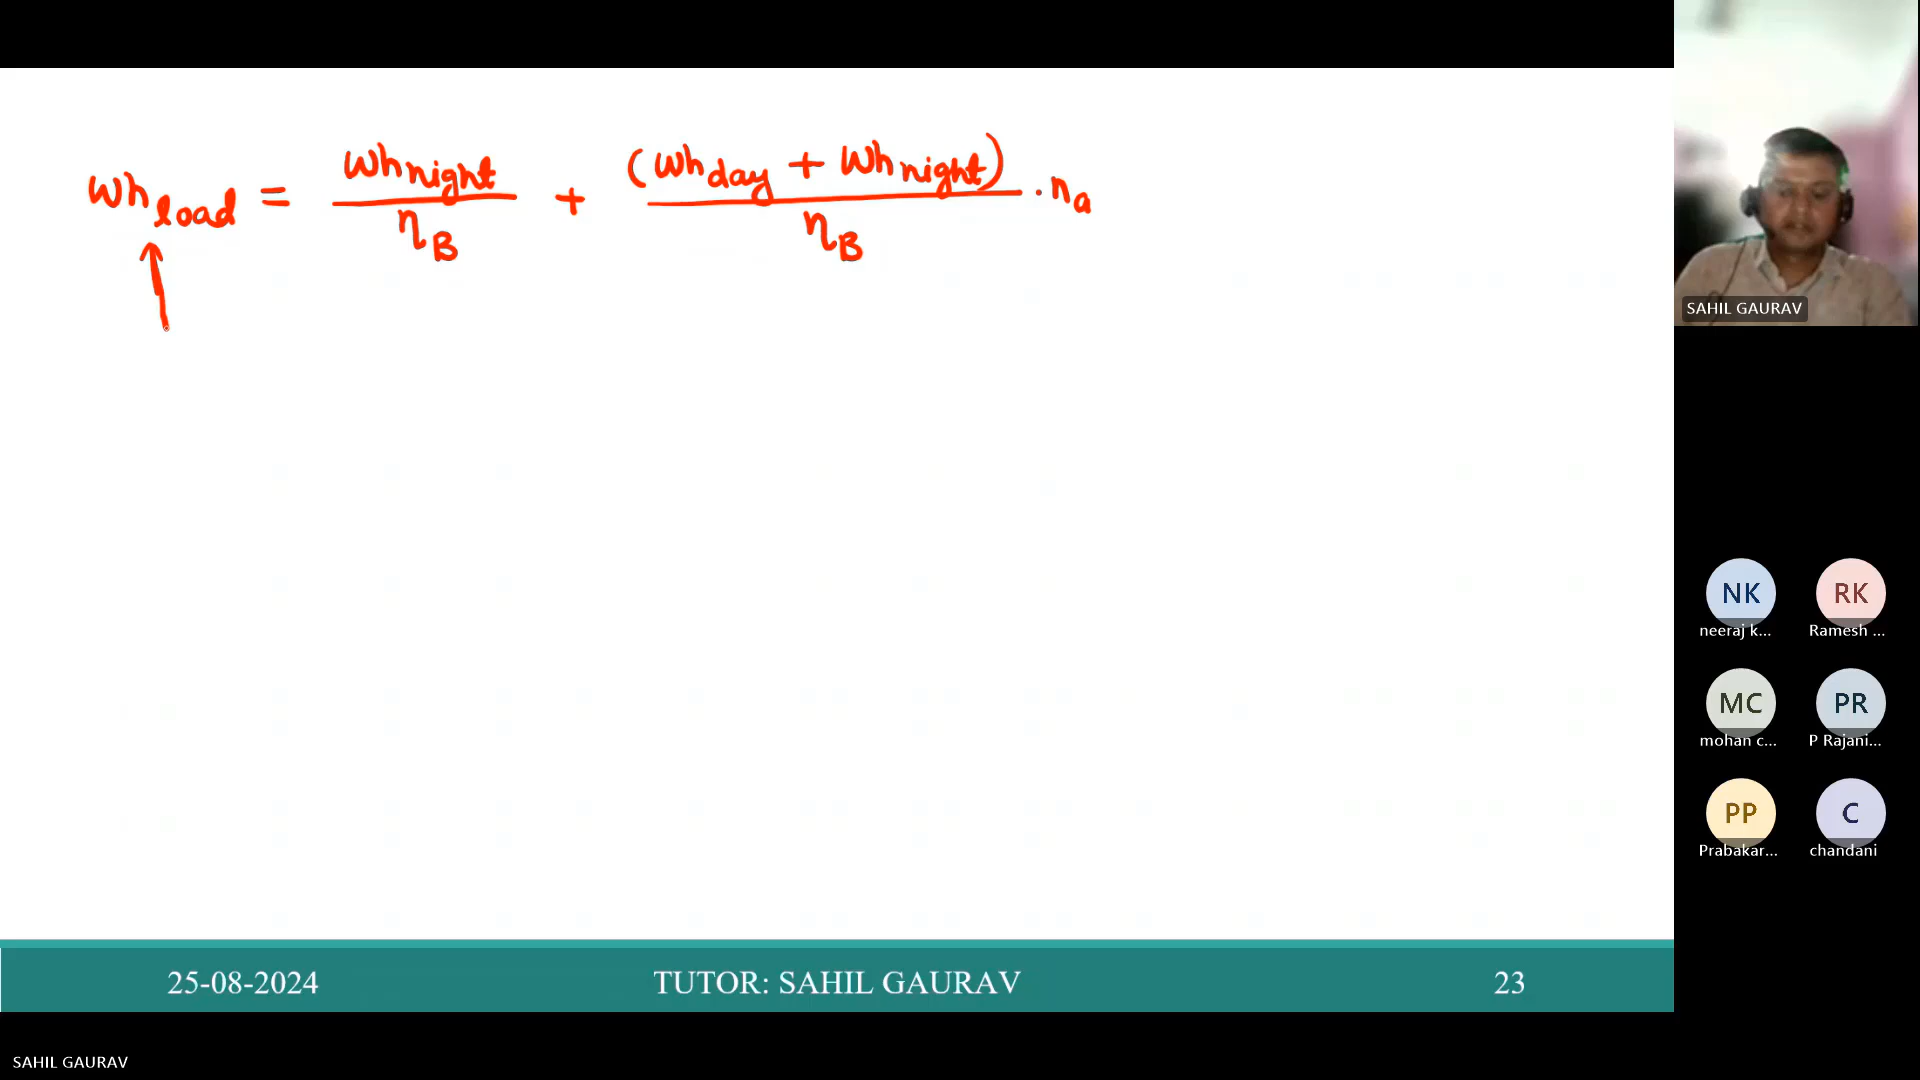 Wh_load = Wh_night / η_B + (Wh_day + Wh_night) / η_B . n_a
SAHIL GAURAV
NK RK
neeraj k... Ramesh ...
MC PR
mohan c... P Rajani...
PP C
Prabakar... chandani
25-08-2024 TUTOR: SAHIL GAURAV 23
SAHIL GAURAV